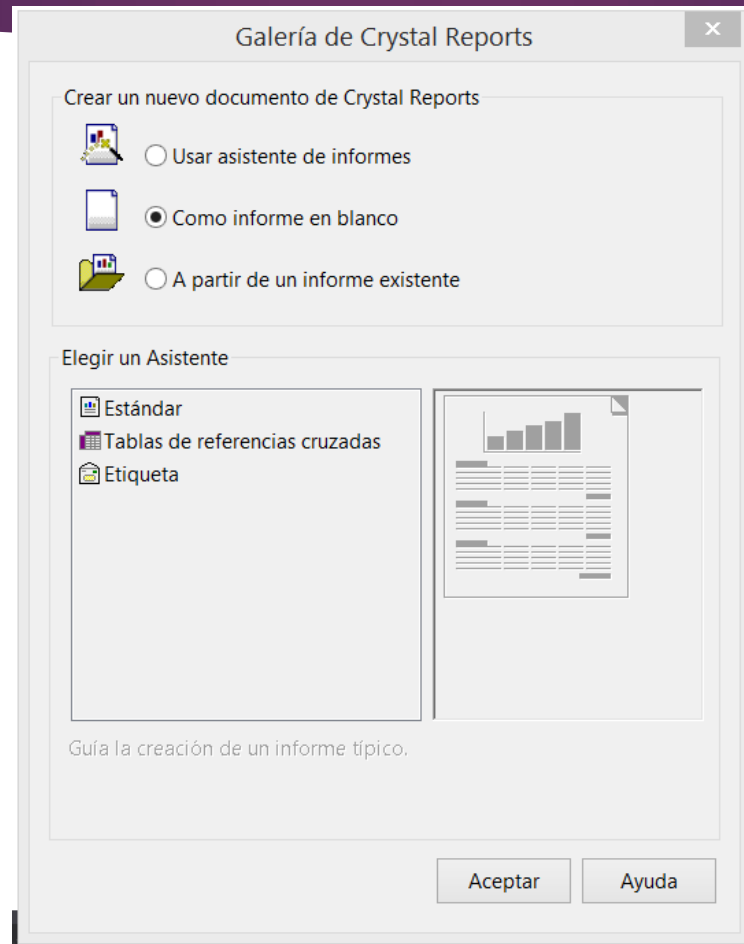 Galería de Crystal Reports
Crear un nuevo documento de Crystal Reports
Usar asistente de informes
Como informe en blanco
A partir de un informe existente
Elegir un Asistente
Estándar
Tablas de referencias cruzadas
Etiqueta
Guía la creación de un informe típico.
Aceptar
Ayuda